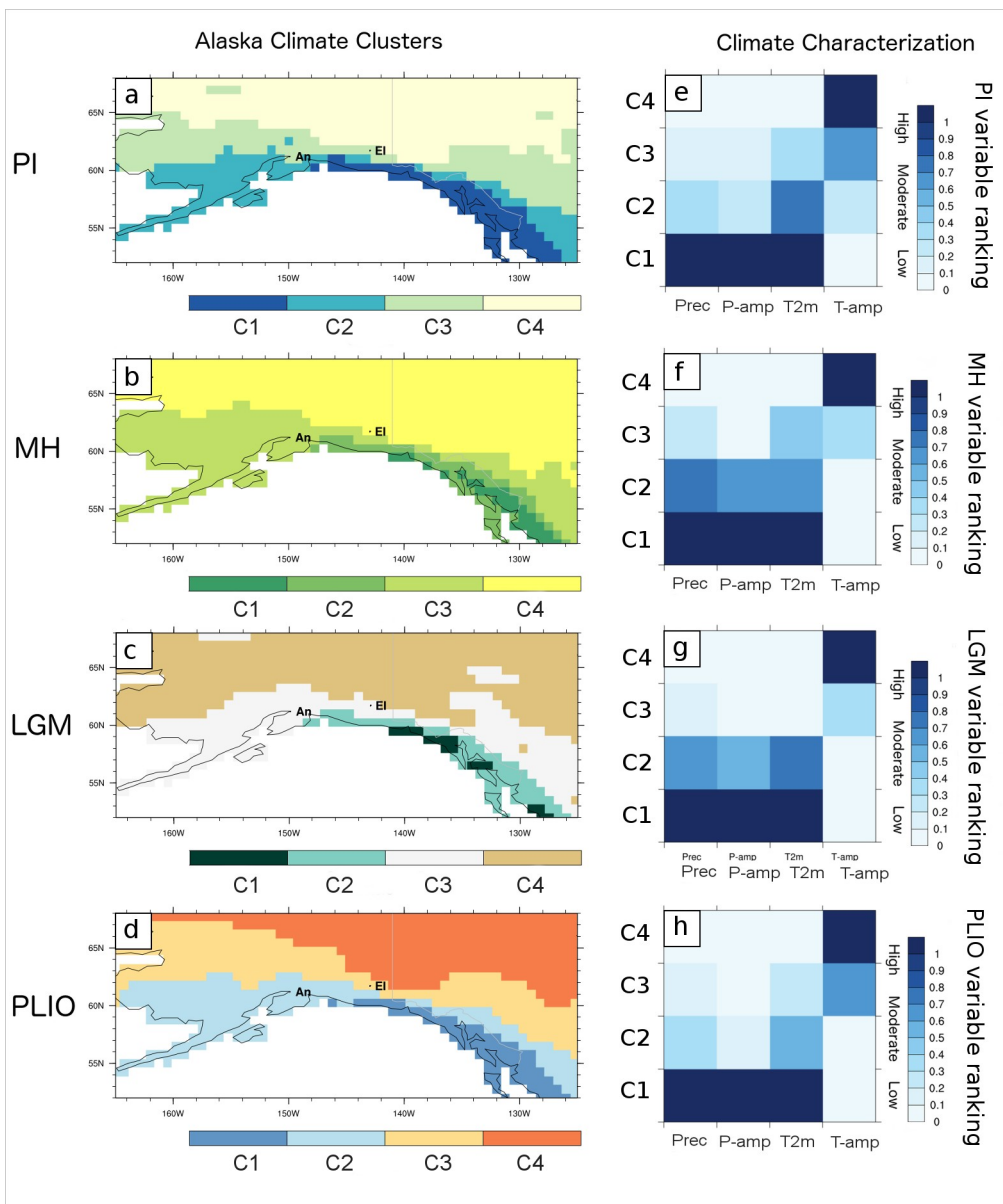 Alaska Climate Clusters
Climate Characterization
PI
a
65N
60N
55N
An
El
160W
150W
140W
130W
C1
C2
C3
C4
C4
C3
C2
C1
e
Prec
P-amp
T2m
T-amp
High
Moderate
Low
1
0.9
0.8
0.7
0.6
0.5
0.4
0.3
0.2
0.1
0
PI variable ranking
MH
b
65N
60N
55N
An
El
160W
150W
140W
130W
C1
C2
C3
C4
C4
C3
C2
C1
f
Prec
P-amp
T2m
T-amp
High
Moderate
Low
1
0.9
0.8
0.7
0.6
0.5
0.4
0.3
0.2
0.1
0
MH variable ranking
LGM
c
65N
60N
55N
An
El
160W
150W
140W
130W
C1
C2
C3
C4
C4
C3
C2
C1
g
Prec
P-amp
T2m
T-amp
Prec
P-amp
T2m
T-amp
High
Moderate
Low
1
0.9
0.8
0.7
0.6
0.5
0.4
0.3
0.2
0.1
0
LGM variable ranking
PLIO
d
65N
60N
55N
An
El
160W
150W
140W
130W
C1
C2
C3
C4
C4
C3
C2
C1
h
Prec
P-amp
T2m
T-amp
High
Moderate
Low
1
0.9
0.8
0.7
0.6
0.5
0.4
0.3
0.2
0.1
0
PLIO variable ranking